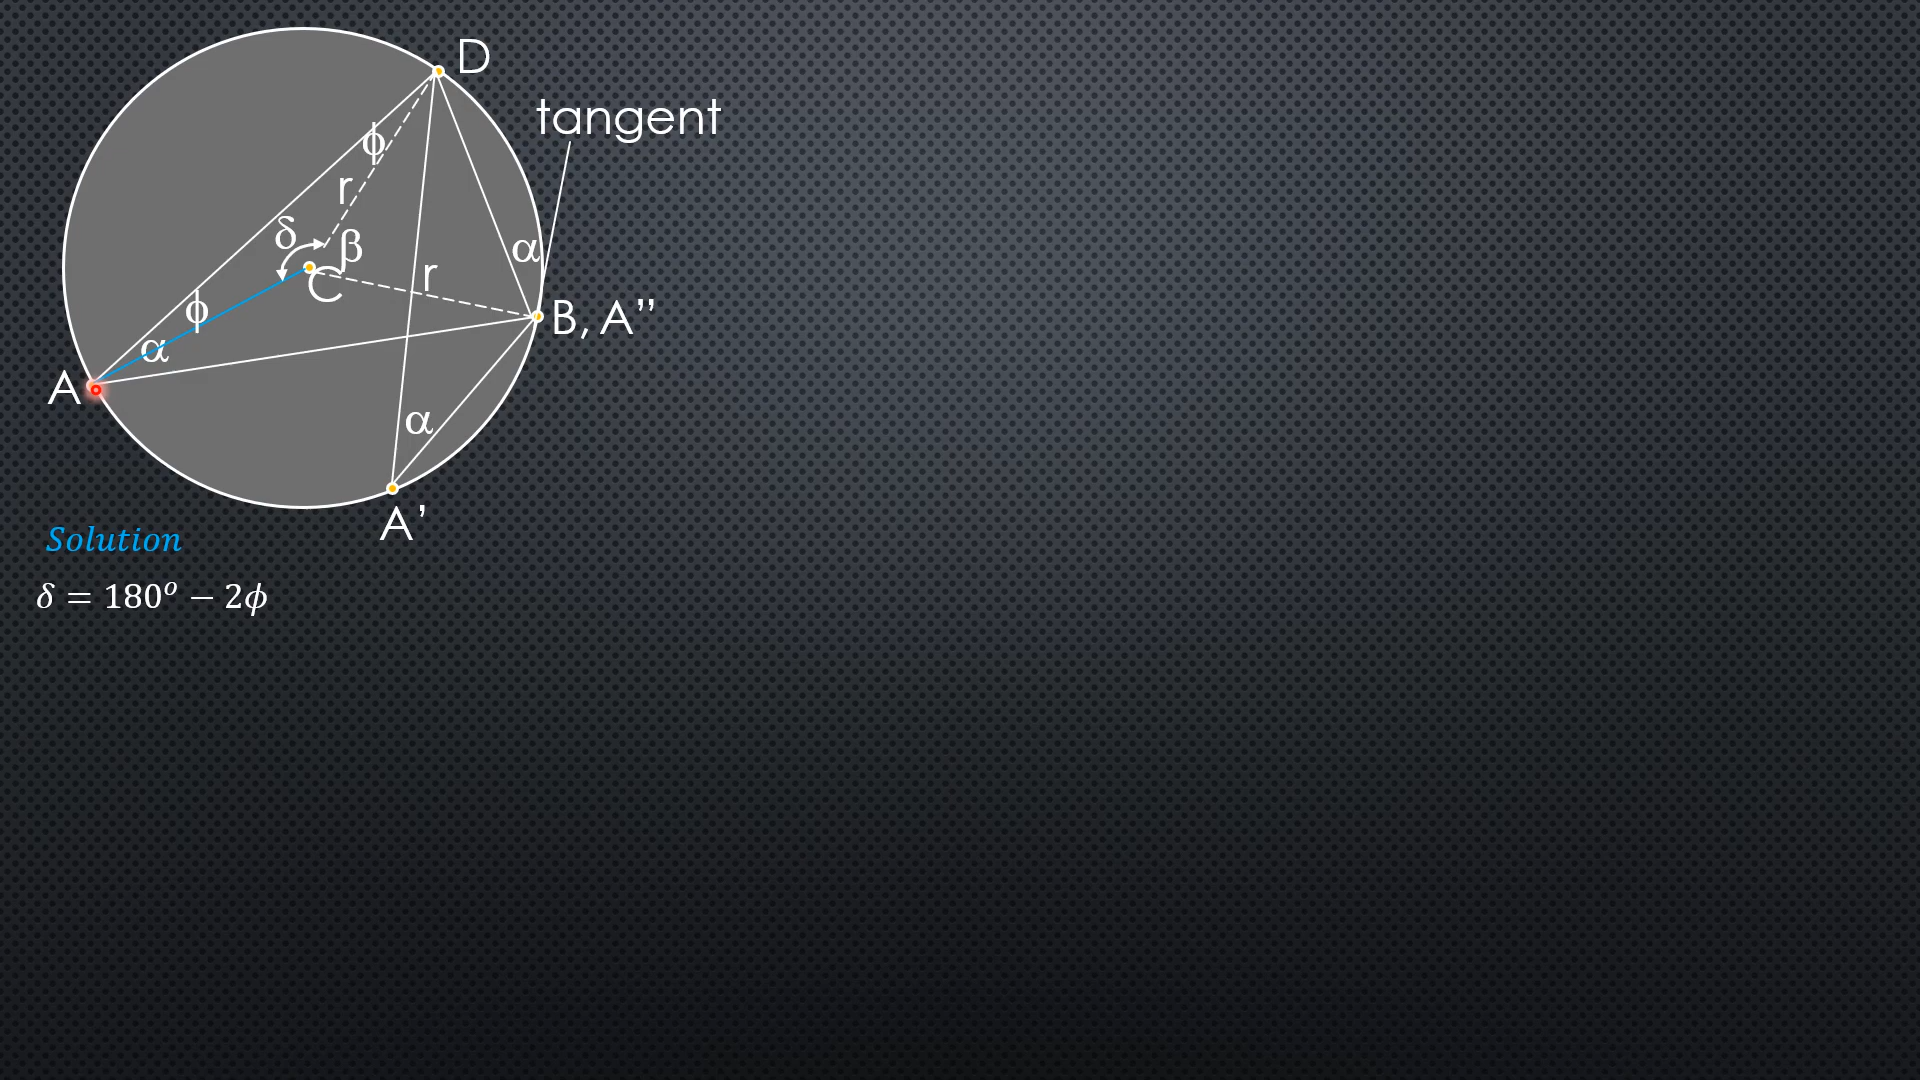 D
tangent
ϕ
r
δ
β
α
C
r
ϕ
B, A”
α
A
α
A’
Solution
δ = 180° − 2ϕ